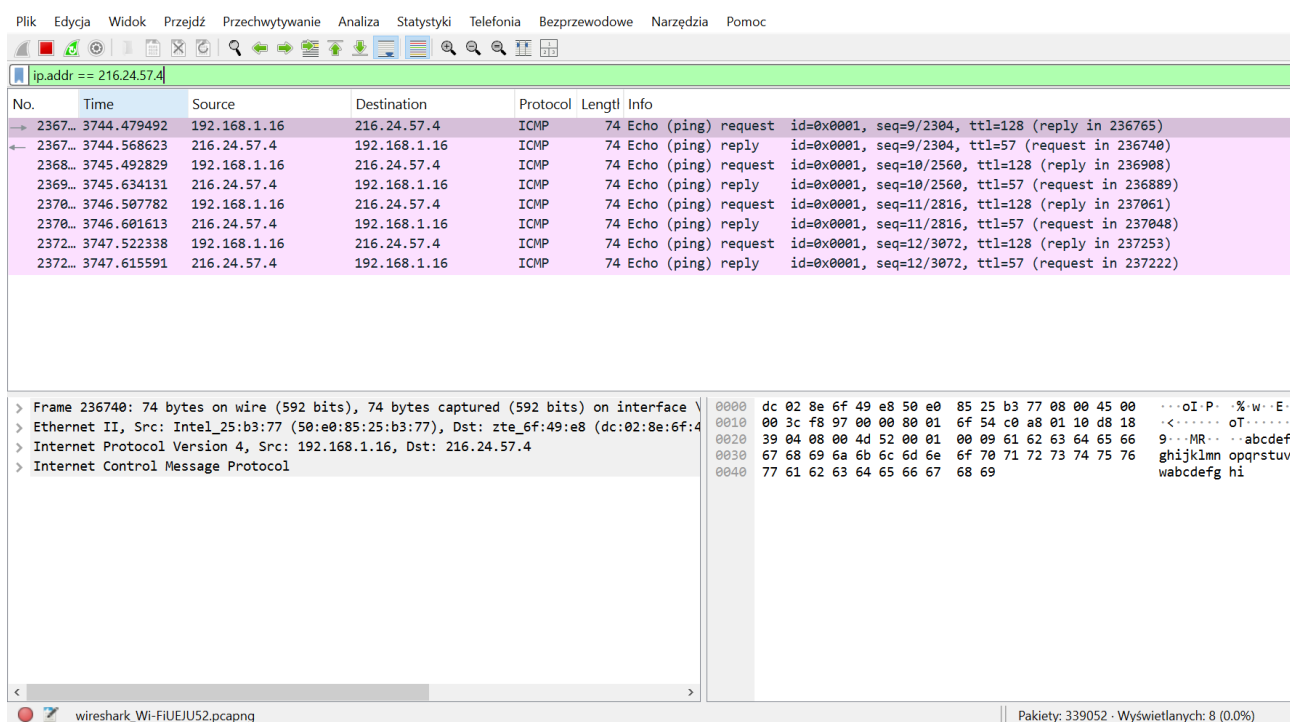 Plik Edycja Widok Przejdź Przechwytywanie Analiza Statystyki Telefonia Bezprzewodowe Narzędzia Pomoc
ip.addr == 216.24.57.4
No. Time Source Destination Protocol Lengtł Info
2367… 3744.479492 192.168.1.16 216.24.57.4 ICMP 74 Echo (ping) request id=0x0001, seq=9/2304, ttl=128 (reply in 236765)
2367… 3744.568623 216.24.57.4 192.168.1.16 ICMP 74 Echo (ping) reply id=0x0001, seq=9/2304, ttl=57 (request in 236740)
2368… 3745.492829 192.168.1.16 216.24.57.4 ICMP 74 Echo (ping) request id=0x0001, seq=10/2560, ttl=128 (reply in 236908)
2369… 3745.634131 216.24.57.4 192.168.1.16 ICMP 74 Echo (ping) reply id=0x0001, seq=10/2560, ttl=57 (request in 236889)
2370… 3746.507782 192.168.1.16 216.24.57.4 ICMP 74 Echo (ping) request id=0x0001, seq=11/2816, ttl=128 (reply in 237061)
2370… 3746.601613 216.24.57.4 192.168.1.16 ICMP 74 Echo (ping) reply id=0x0001, seq=11/2816, ttl=57 (request in 237048)
2372… 3747.522338 192.168.1.16 216.24.57.4 ICMP 74 Echo (ping) request id=0x0001, seq=12/3072, ttl=128 (reply in 237253)
2372… 3747.615591 216.24.57.4 192.168.1.16 ICMP 74 Echo (ping) reply id=0x0001, seq=12/3072, ttl=57 (request in 237222)
Frame 236740: 74 bytes on wire (592 bits), 74 bytes captured (592 bits) on interface \
Ethernet II, Src: Intel_25:b3:77 (50:e0:85:25:b3:77), Dst: zte_6f:49:e8 (dc:02:8e:6f:4
Internet Protocol Version 4, Src: 192.168.1.16, Dst: 216.24.57.4
Internet Control Message Protocol
0000 dc 02 8e 6f 49 e8 50 e0 85 25 b3 77 08 00 45 00 ···oI·P· ·%·w··E·
0010 00 3c f8 97 00 00 80 01 6f 54 c0 a8 01 10 d8 18 ·<······ oT······
0020 39 04 08 00 4d 52 00 01 00 09 61 62 63 64 65 66 9···MR·· ··abcdef
0030 67 68 69 6a 6b 6c 6d 6e 6f 70 71 72 73 74 75 76 ghijklmn opqrstuv
0040 77 61 62 63 64 65 66 67 68 69 wabcdefg hi
wireshark_Wi-FiUEJU52.pcapng Pakiety: 339052 · Wyświetlanych: 8 (0.0%)